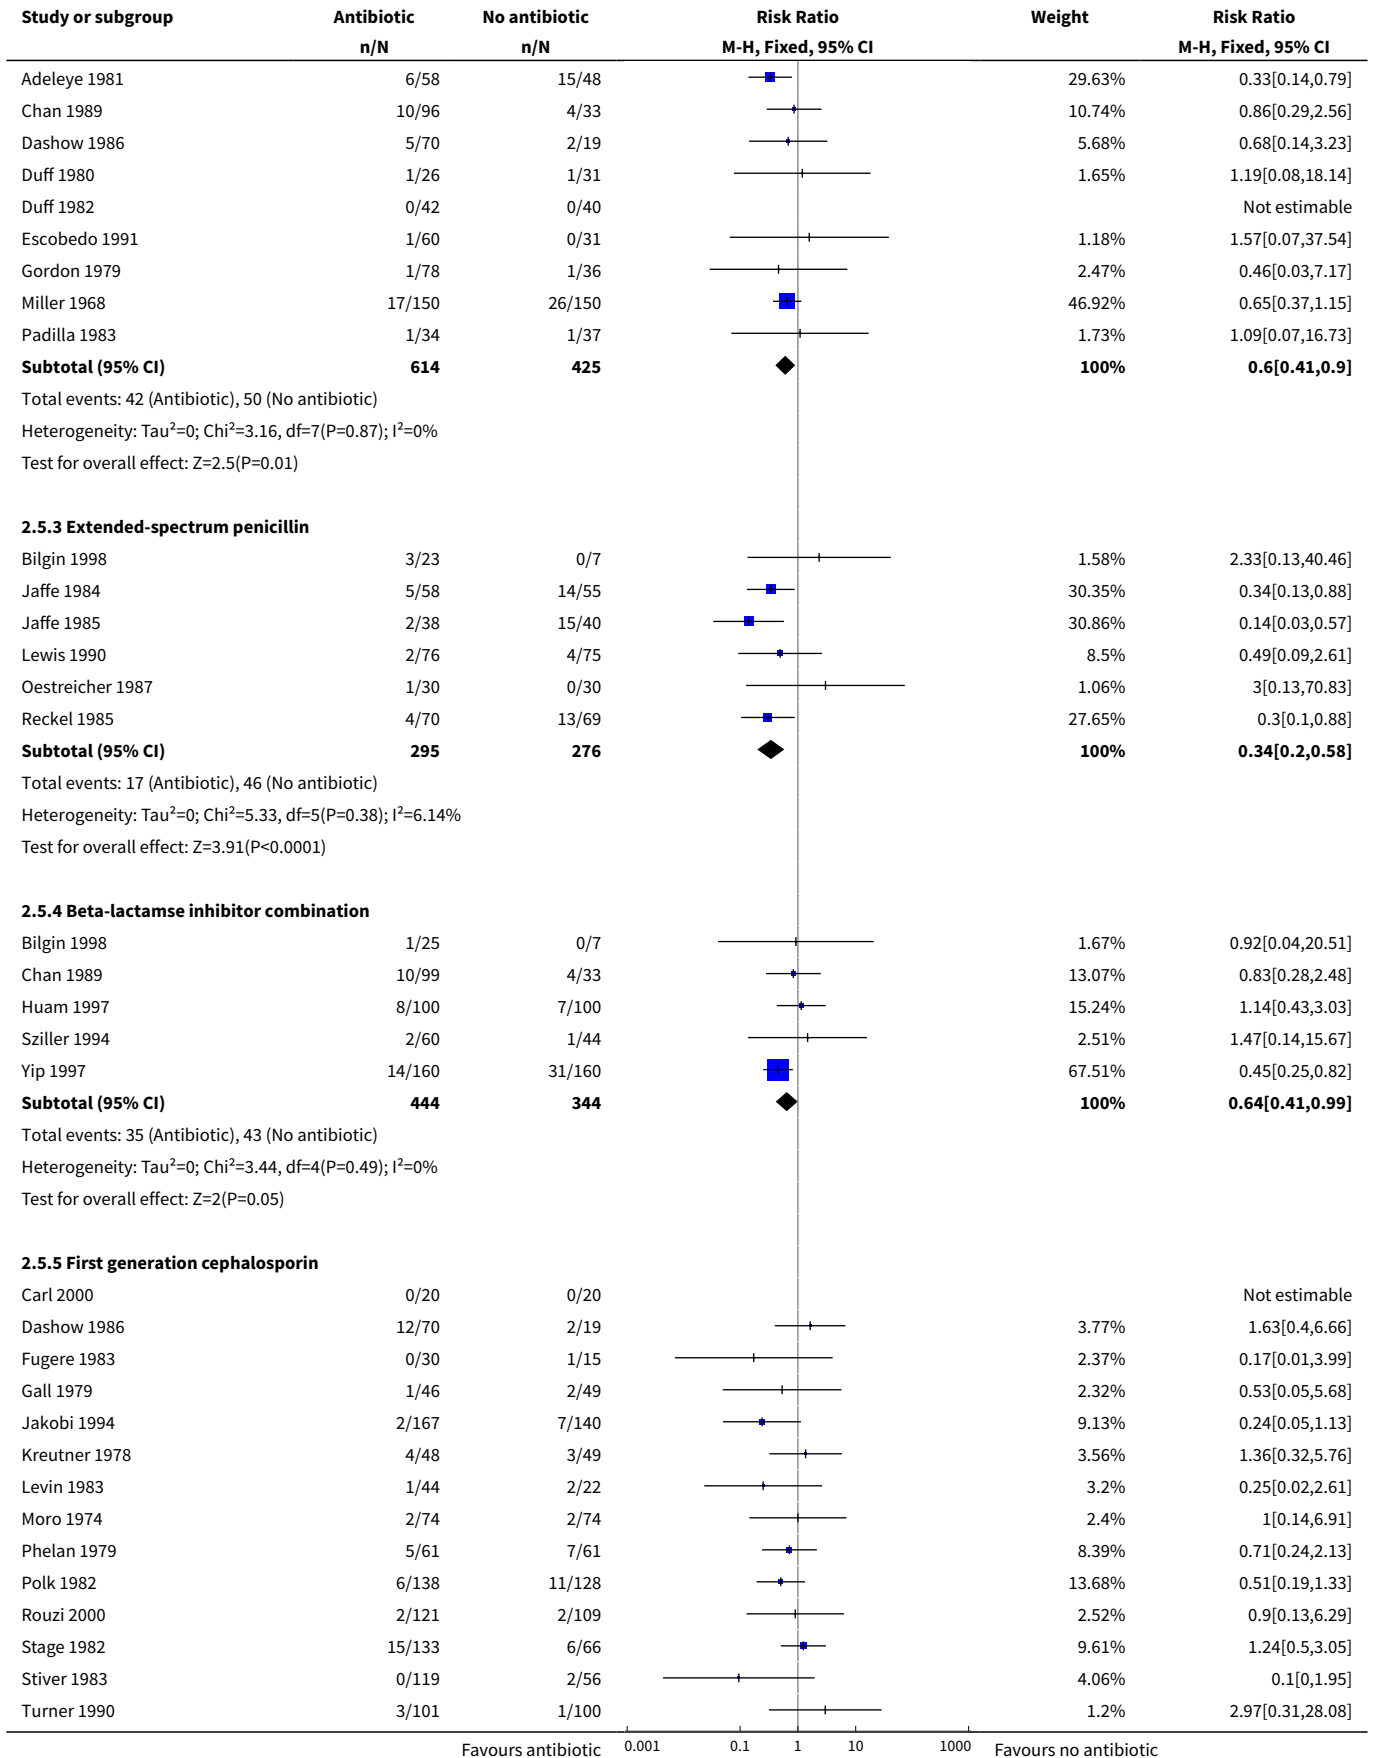 Study or subgroup Antibiotic No antibiotic Risk Ratio Weight Risk Ratio
n/N n/N M-H, Fixed, 95% CI M-H, Fixed, 95% CI
Adeleye 1981 6/58 15/48 29.63% 0.33[0.14,0.79]
Chan 1989 10/96 4/33 10.74% 0.86[0.29,2.56]
Dashow 1986 5/70 2/19 5.68% 0.68[0.14,3.23]
Duff 1980 1/26 1/31 1.65% 1.19[0.08,18.14]
Duff 1982 0/42 0/40 Not estimable
Escobedo 1991 1/60 0/31 1.18% 1.57[0.07,37.54]
Gordon 1979 1/78 1/36 2.47% 0.46[0.03,7.17]
Miller 1968 17/150 26/150 46.92% 0.65[0.37,1.15]
Padilla 1983 1/34 1/37 1.73% 1.09[0.07,16.73]
Subtotal (95% CI) 614 425 100% 0.6[0.41,0.9]
Total events: 42 (Antibiotic), 50 (No antibiotic)
Heterogeneity: Tau²=0; Chi²=3.16, df=7(P=0.87); I²=0%
Test for overall effect: Z=2.5(P=0.01)
2.5.3 Extended-spectrum penicillin
Bilgin 1998 3/23 0/7 1.58% 2.33[0.13,40.46]
Jaffe 1984 5/58 14/55 30.35% 0.34[0.13,0.88]
Jaffe 1985 2/38 15/40 30.86% 0.14[0.03,0.57]
Lewis 1990 2/76 4/75 8.5% 0.49[0.09,2.61]
Oestreicher 1987 1/30 0/30 1.06% 3[0.13,70.83]
Reckel 1985 4/70 13/69 27.65% 0.3[0.1,0.88]
Subtotal (95% CI) 295 276 100% 0.34[0.2,0.58]
Total events: 17 (Antibiotic), 46 (No antibiotic)
Heterogeneity: Tau²=0; Chi²=5.33, df=5(P=0.38); I²=6.14%
Test for overall effect: Z=3.91(P<0.0001)
2.5.4 Beta-lactamse inhibitor combination
Bilgin 1998 1/25 0/7 1.67% 0.92[0.04,20.51]
Chan 1989 10/99 4/33 13.07% 0.83[0.28,2.48]
Huam 1997 8/100 7/100 15.24% 1.14[0.43,3.03]
Sziller 1994 2/60 1/44 2.51% 1.47[0.14,15.67]
Yip 1997 14/160 31/160 67.51% 0.45[0.25,0.82]
Subtotal (95% CI) 444 344 100% 0.64[0.41,0.99]
Total events: 35 (Antibiotic), 43 (No antibiotic)
Heterogeneity: Tau²=0; Chi²=3.44, df=4(P=0.49); I²=0%
Test for overall effect: Z=2(P=0.05)
2.5.5 First generation cephalosporin
Carl 2000 0/20 0/20 Not estimable
Dashow 1986 12/70 2/19 3.77% 1.63[0.4,6.66]
Fugere 1983 0/30 1/15 2.37% 0.17[0.01,3.99]
Gall 1979 1/46 2/49 2.32% 0.53[0.05,5.68]
Jakobi 1994 2/167 7/140 9.13% 0.24[0.05,1.13]
Kreutner 1978 4/48 3/49 3.56% 1.36[0.32,5.76]
Levin 1983 1/44 2/22 3.2% 0.25[0.02,2.61]
Moro 1974 2/74 2/74 2.4% 1[0.14,6.91]
Phelan 1979 5/61 7/61 8.39% 0.71[0.24,2.13]
Polk 1982 6/138 11/128 13.68% 0.51[0.19,1.33]
Rouzi 2000 2/121 2/109 2.52% 0.9[0.13,6.29]
Stage 1982 15/133 6/66 9.61% 1.24[0.5,3.05]
Stiver 1983 0/119 2/56 4.06% 0.1[0,1.95]
Turner 1990 3/101 1/100 1.2% 2.97[0.31,28.08]
Favours antibiotic 0.001 0.1 1 10 1000 Favours no antibiotic